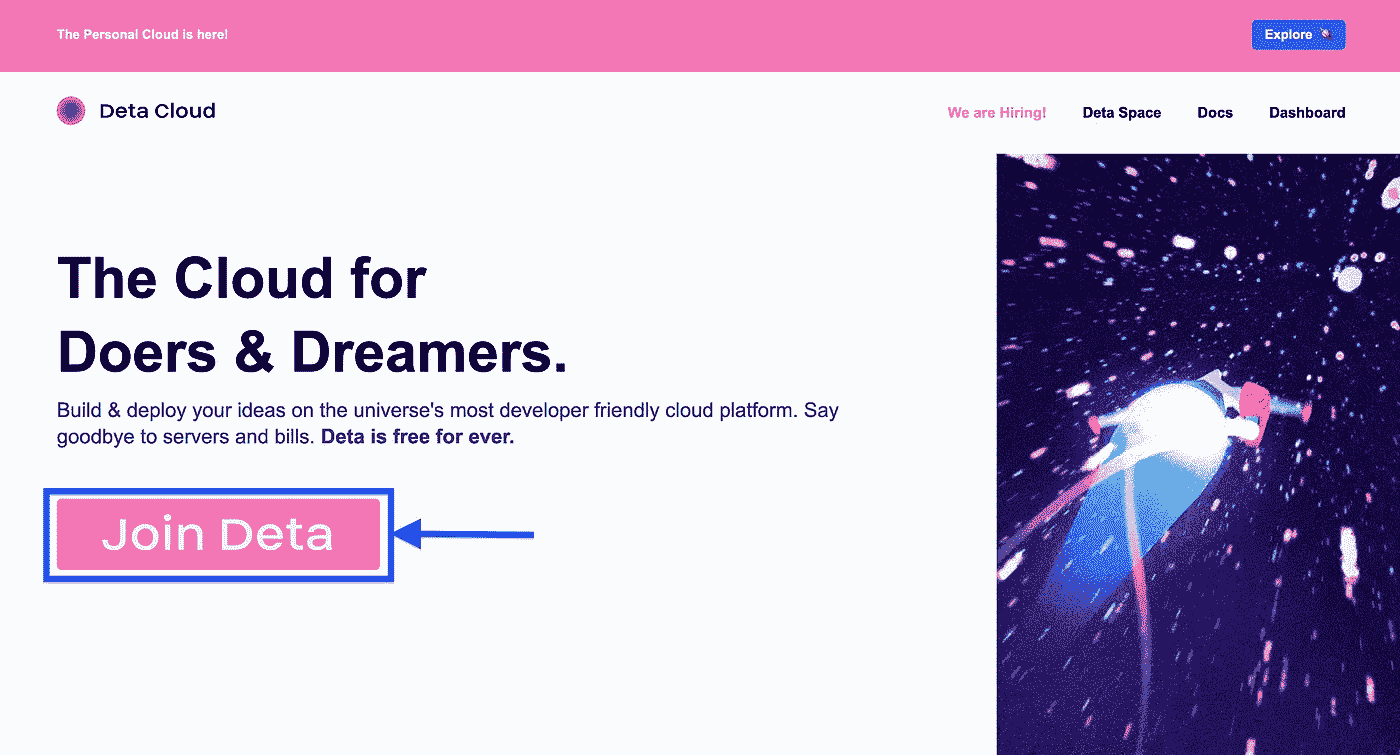 The Personal Cloud is here!
Explore
Deta Cloud
We are Hiring!
Deta Space
Docs
Dashboard
The Cloud for
Doers & Dreamers.
Build & deploy your ideas on the universe's most developer friendly cloud platform. Say
goodbye to servers and bills. Deta is free for ever.
Join Deta